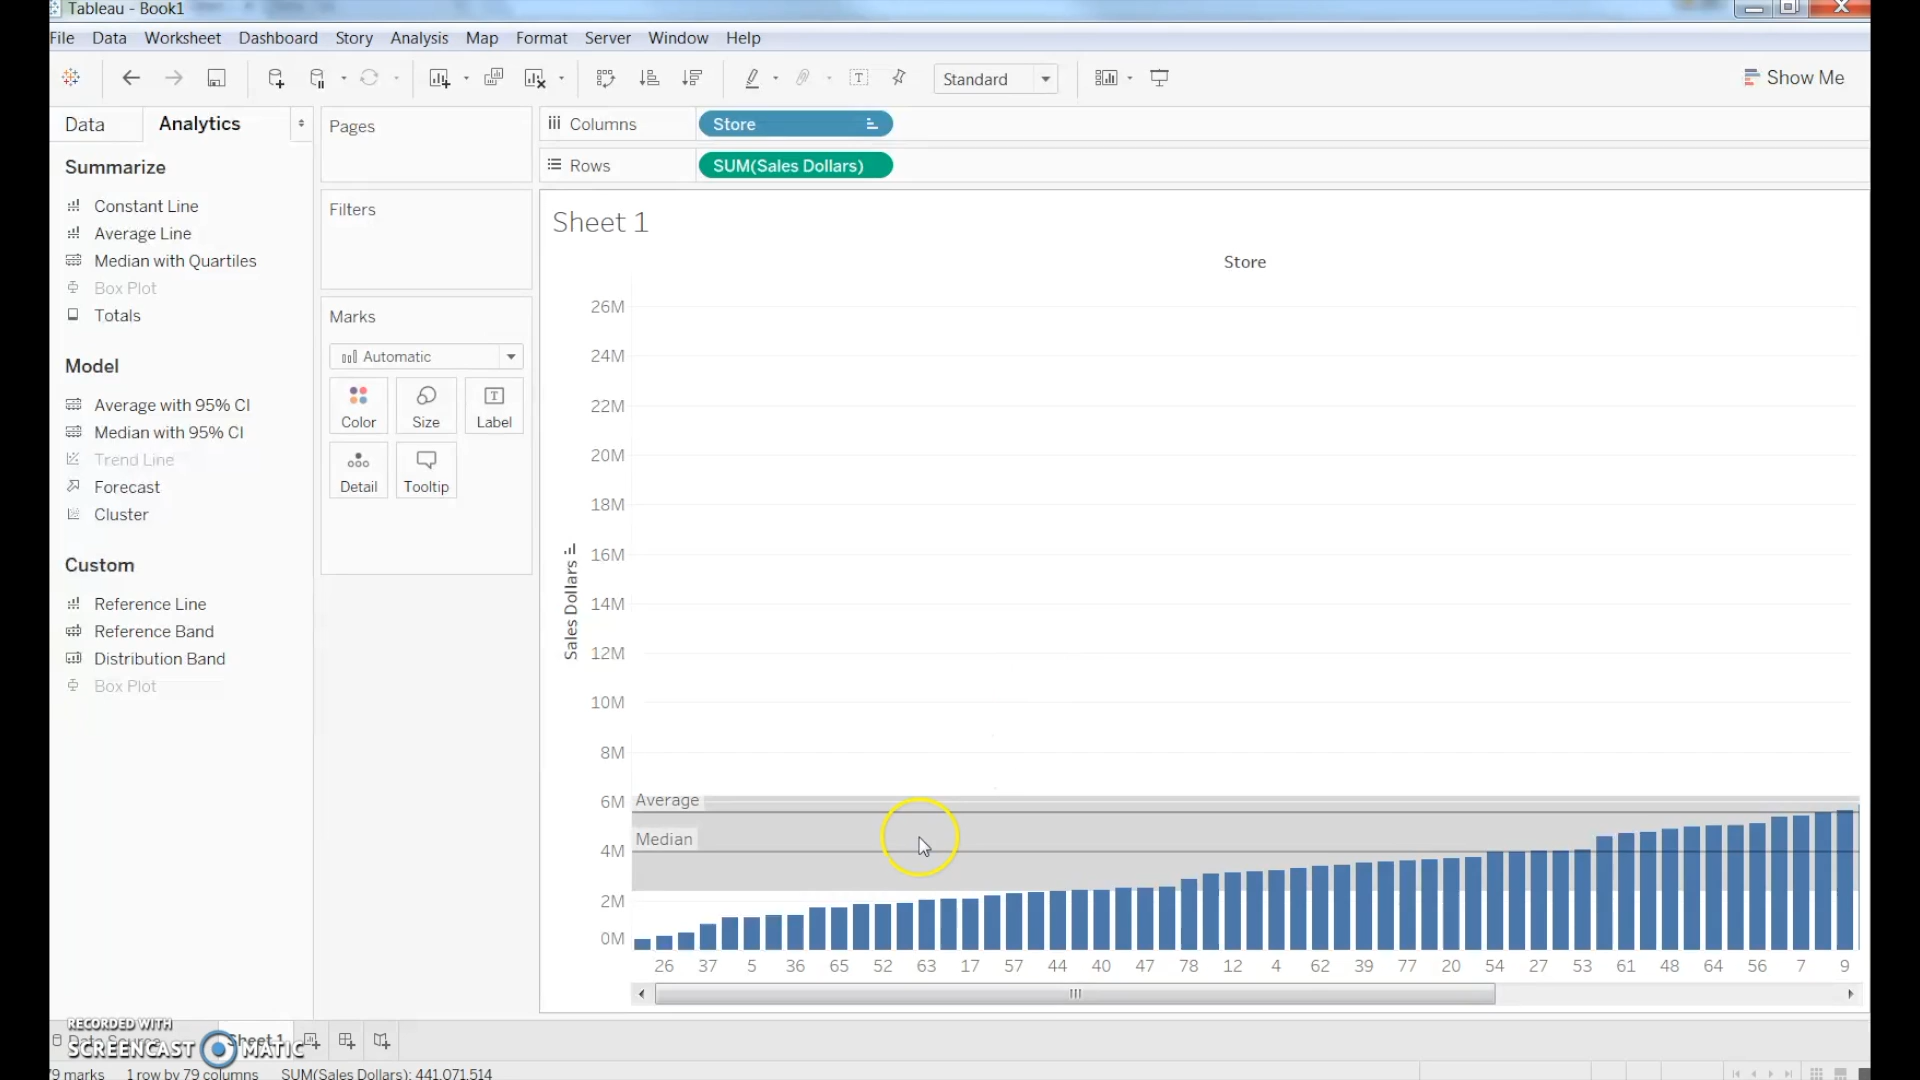 Tableau - Book1
File Data Worksheet Dashboard Story Analysis Map Format Server Window Help
Standard
Show Me
Data Analytics
Summarize
Constant Line
Average Line
Median with Quartiles
Box Plot
Totals
Model
Average with 95% CI
Median with 95% CI
Trend Line
Forecast
Cluster
Custom
Reference Line
Reference Band
Distribution Band
Box Plot
Pages
Filters
Marks
Automatic
Color Size Label
Detail Tooltip
Columns Store
Rows SUM(Sales Dollars)
Sheet 1
Store
Sales Dollars
26M
24M
22M
20M
18M
16M
14M
12M
10M
8M
6M
4M
2M
0M
Average
Median
26 37 5 36 65 52 63 17 57 44 40 47 78 12 4 62 39 77 20 54 27 53 61 48 64 56 7 9
RECORDED WITH
SCREENCAST MATIC
Data Source Sheet 1
79 marks 1 row by 79 columns SUM(Sales Dollars): 441,071,514